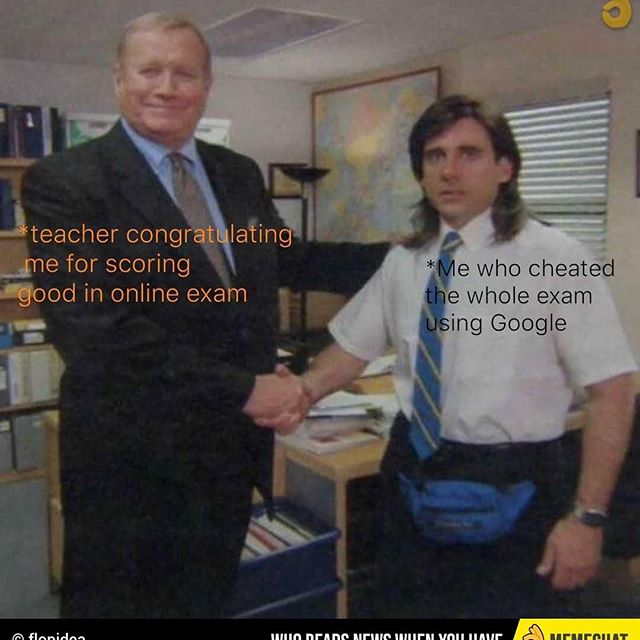 *teacher congratulating
me for scoring
good in online exam
*Me who cheated
the whole exam
using Google
© flopidea
WHO READS NEWS WHEN YOU HAVE
MEMECHAT